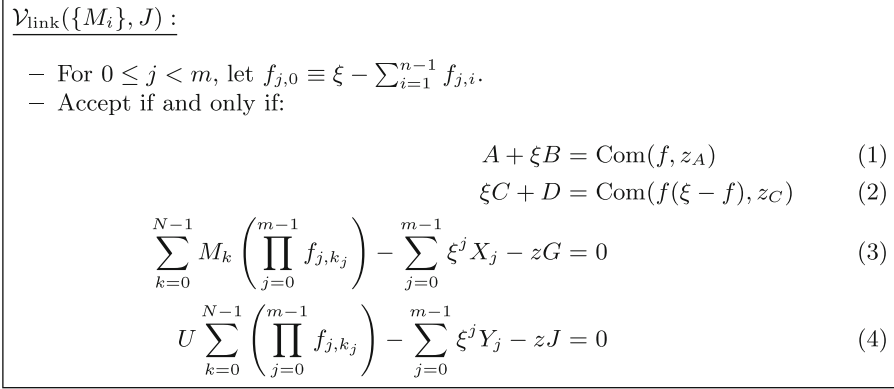 𝒱_link({M_i}, J) :
– For 0 ≤ j < m, let f_{j,0} ≡ ξ − ∑_{i=1}^{n−1} f_{j,i}.
– Accept if and only if:
A + ξB = Com(f, z_A) (1)
ξC + D = Com(f(ξ − f), z_C) (2)
∑_{k=0}^{N−1} M_k (∏_{j=0}^{m−1} f_{j,k_j}) − ∑_{j=0}^{m−1} ξ^j X_j − zG = 0 (3)
U ∑_{k=0}^{N−1} (∏_{j=0}^{m−1} f_{j,k_j}) − ∑_{j=0}^{m−1} ξ^j Y_j − zJ = 0 (4)